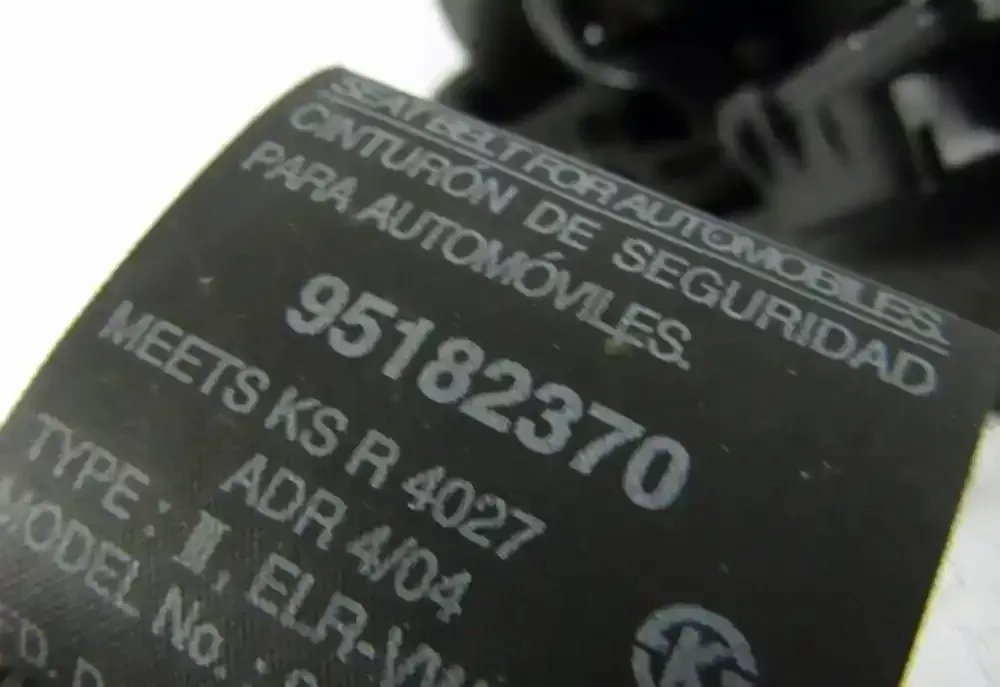 SEAT BELT FOR AUTOMOBILES.
CINTURÓN DE SEGURIDAD
PARA AUTOMÓVILES.
95182370
MEETS KS R 4027
ADR 4/04
TYPE : Ⅲ, ELR-
MODEL No. :
K